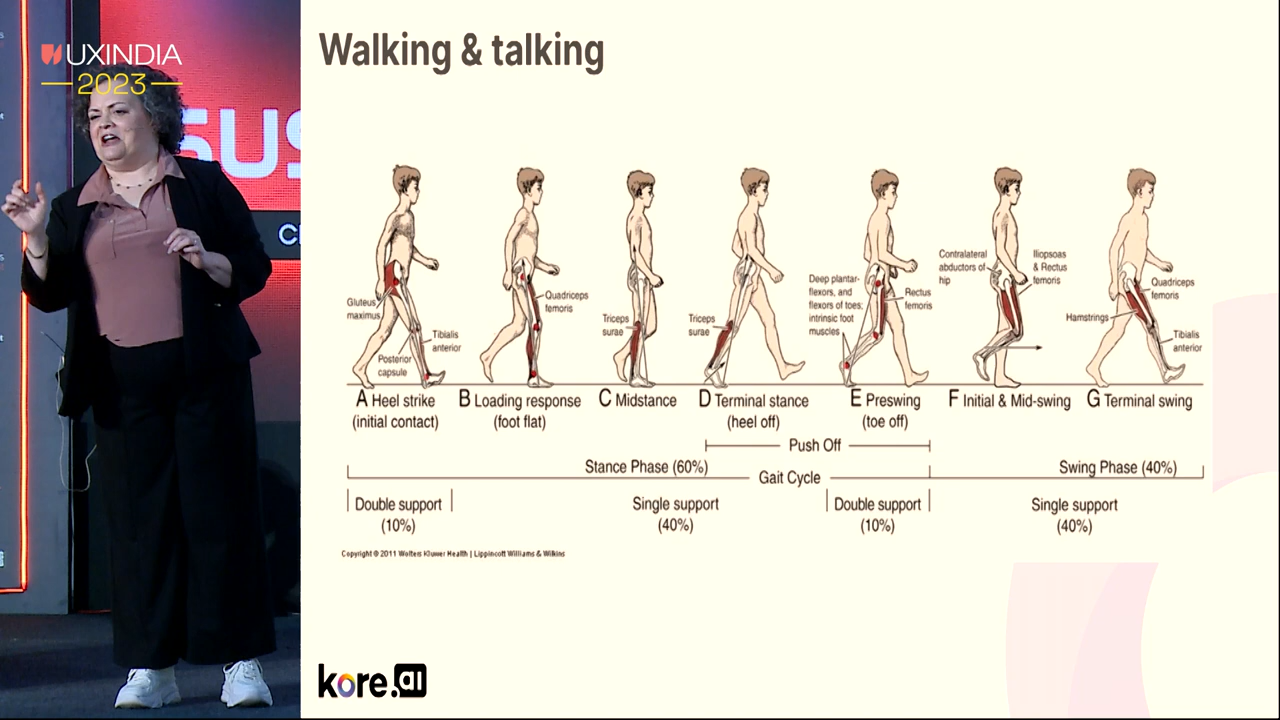 UXINDIA
2023
SUS
Walking & talking
Gluteus
maximus
Posterior
capsule
Tibialis
anterior
Quadriceps
femoris
Triceps
surae
Triceps
surae
Deep plantar-
flexors, and
flexors of toes;
intrinsic foot
muscles
Rectus
femoris
Contralateral
abductors of
hip
Iliopsoas
& Rectus
femoris
Hamstrings
Quadriceps
femoris
Tibialis
anterior
A Heel strike
(initial contact)
B Loading response
(foot flat)
C Midstance
D Terminal stance
(heel off)
E Preswing
(toe off)
F Initial & Mid-swing
G Terminal swing
Push Off
Stance Phase (60%)
Gait Cycle
Swing Phase (40%)
Double support
(10%)
Single support
(40%)
Double support
(10%)
Single support
(40%)
Copyright © 2011 Wolters Kluwer Health | Lippincott Williams & Wilkins
kore.ai